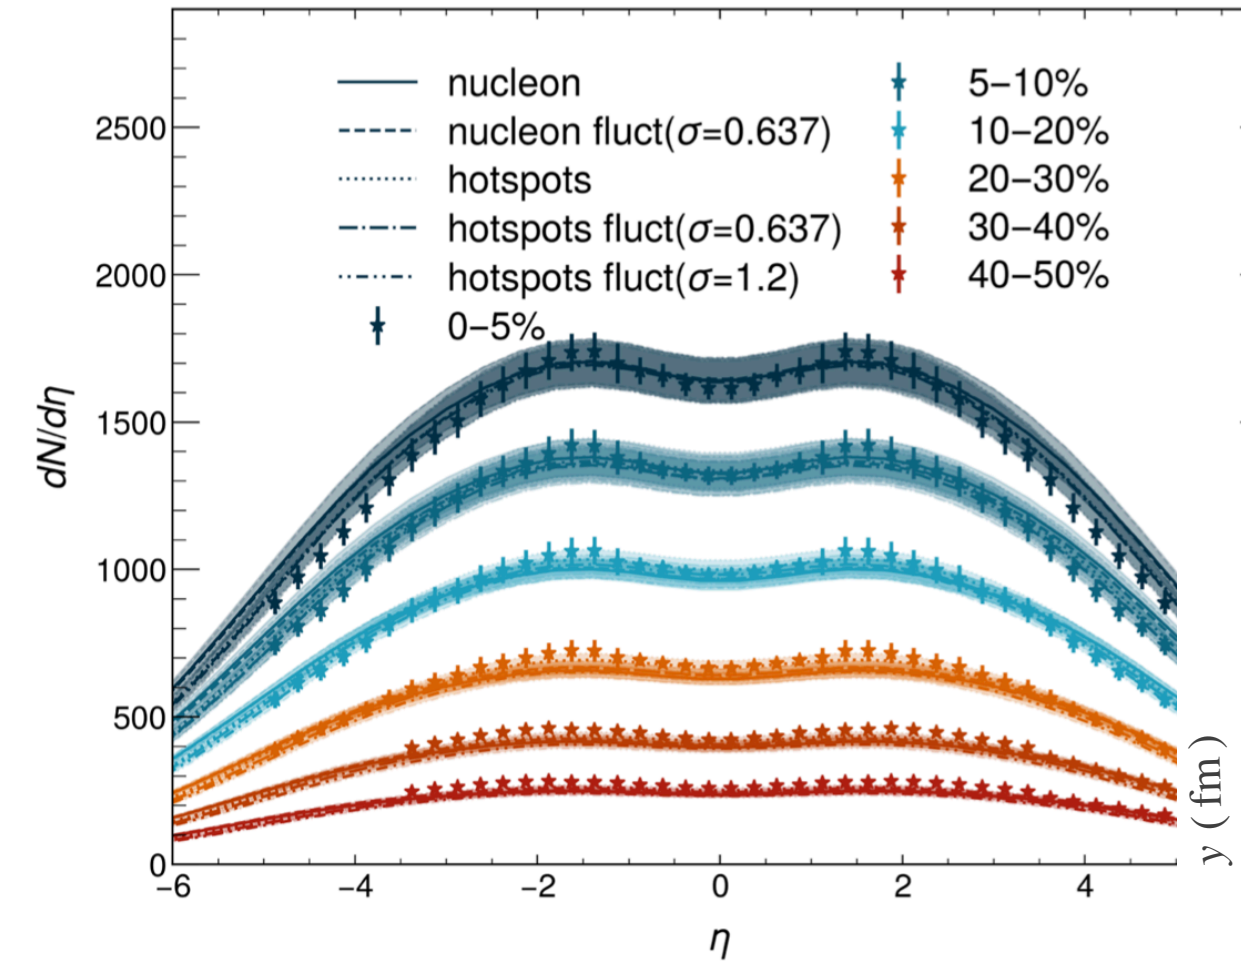 nucleon
nucleon fluct(σ=0.637)
hotspots
hotspots fluct(σ=0.637)
hotspots fluct(σ=1.2)
0−5%
5−10%
10−20%
20−30%
30−40%
40−50%
2500
2000
1500
1000
500
0
dN/dη
−6
−4
−2
0
2
4
η
y (fm)